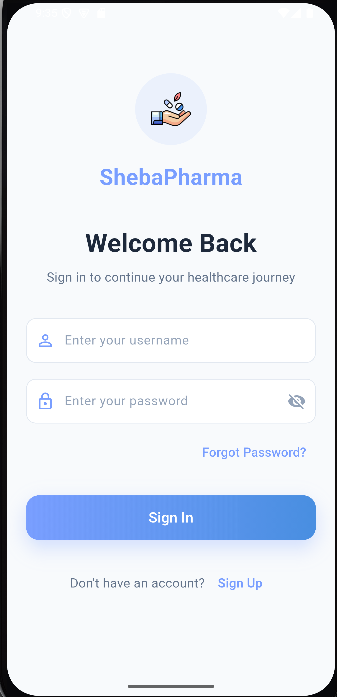 ShebaPharma
Welcome Back
Sign in to continue your healthcare journey
Enter your username
Enter your password
Forgot Password?
Sign In
Don't have an account? Sign Up